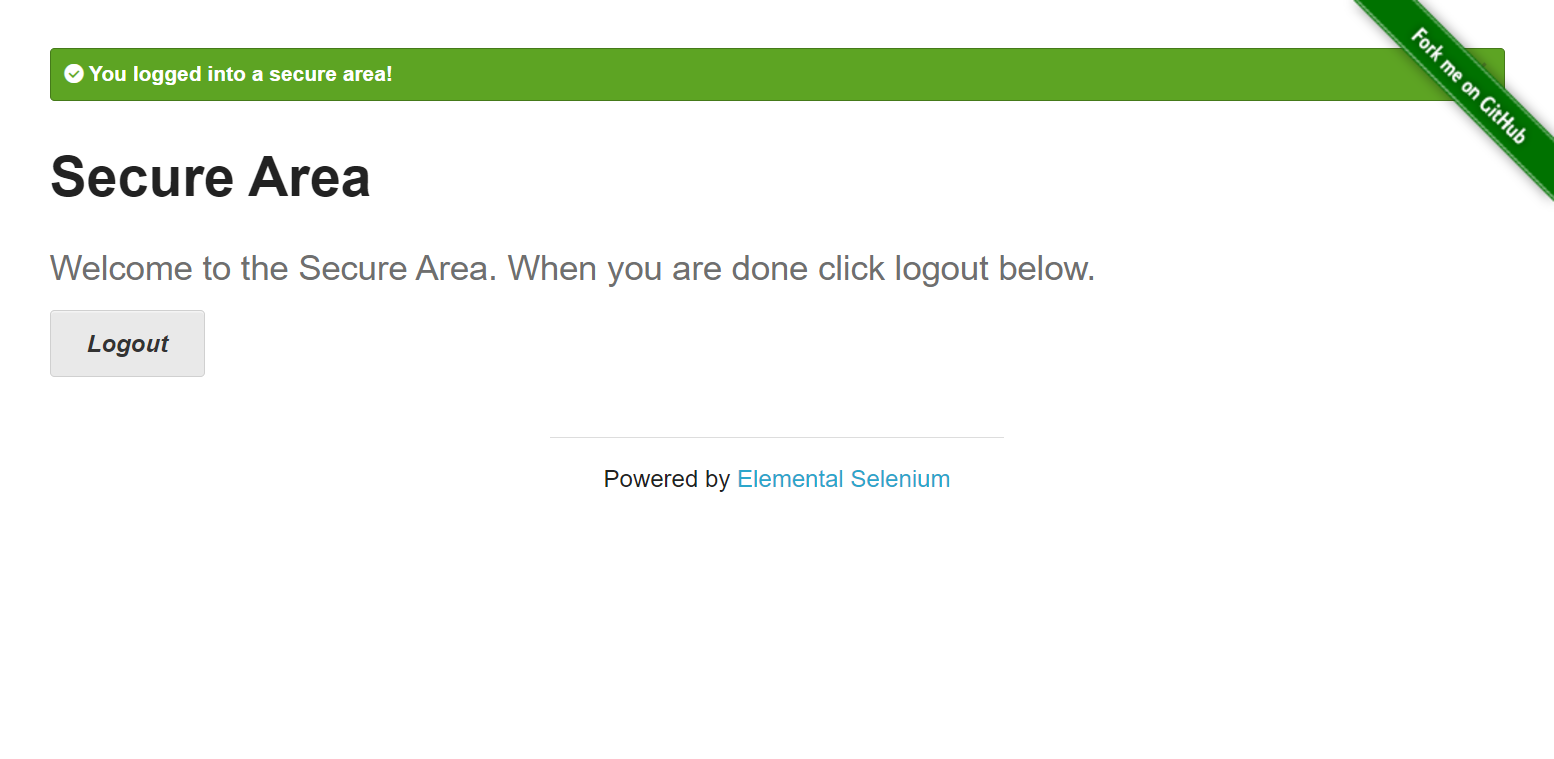 You logged into a secure area!
Fork me on GitHub
Secure Area
Welcome to the Secure Area. When you are done click logout below.
Logout
Powered by Elemental Selenium